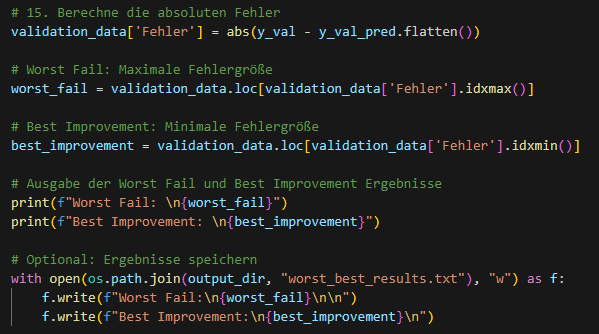 # 15. Berechne die absoluten Fehler
validation_data['Fehler'] = abs(y_val - y_val_pred.flatten())
# Worst Fail: Maximale Fehlergröße
worst_fail = validation_data.loc[validation_data['Fehler'].idxmax()]
# Best Improvement: Minimale Fehlergröße
best_improvement = validation_data.loc[validation_data['Fehler'].idxmin()]
# Ausgabe der Worst Fail und Best Improvement Ergebnisse
print(f"Worst Fail: \n{worst_fail}")
print(f"Best Improvement: \n{best_improvement}")
# Optional: Ergebnisse speichern
with open(os.path.join(output_dir, "worst_best_results.txt"), "w") as f:
    f.write(f"Worst Fail:\n{worst_fail}\n\n")
    f.write(f"Best Improvement:\n{best_improvement}\n")